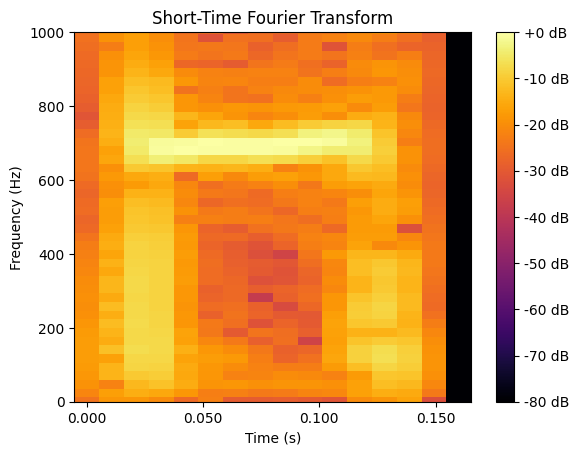 Short-Time Fourier Transform
1000
800
600
400
200
0
Frequency (Hz)
0.000
0.050
0.100
0.150
Time (s)
+0 dB
-10 dB
-20 dB
-30 dB
-40 dB
-50 dB
-60 dB
-70 dB
-80 dB